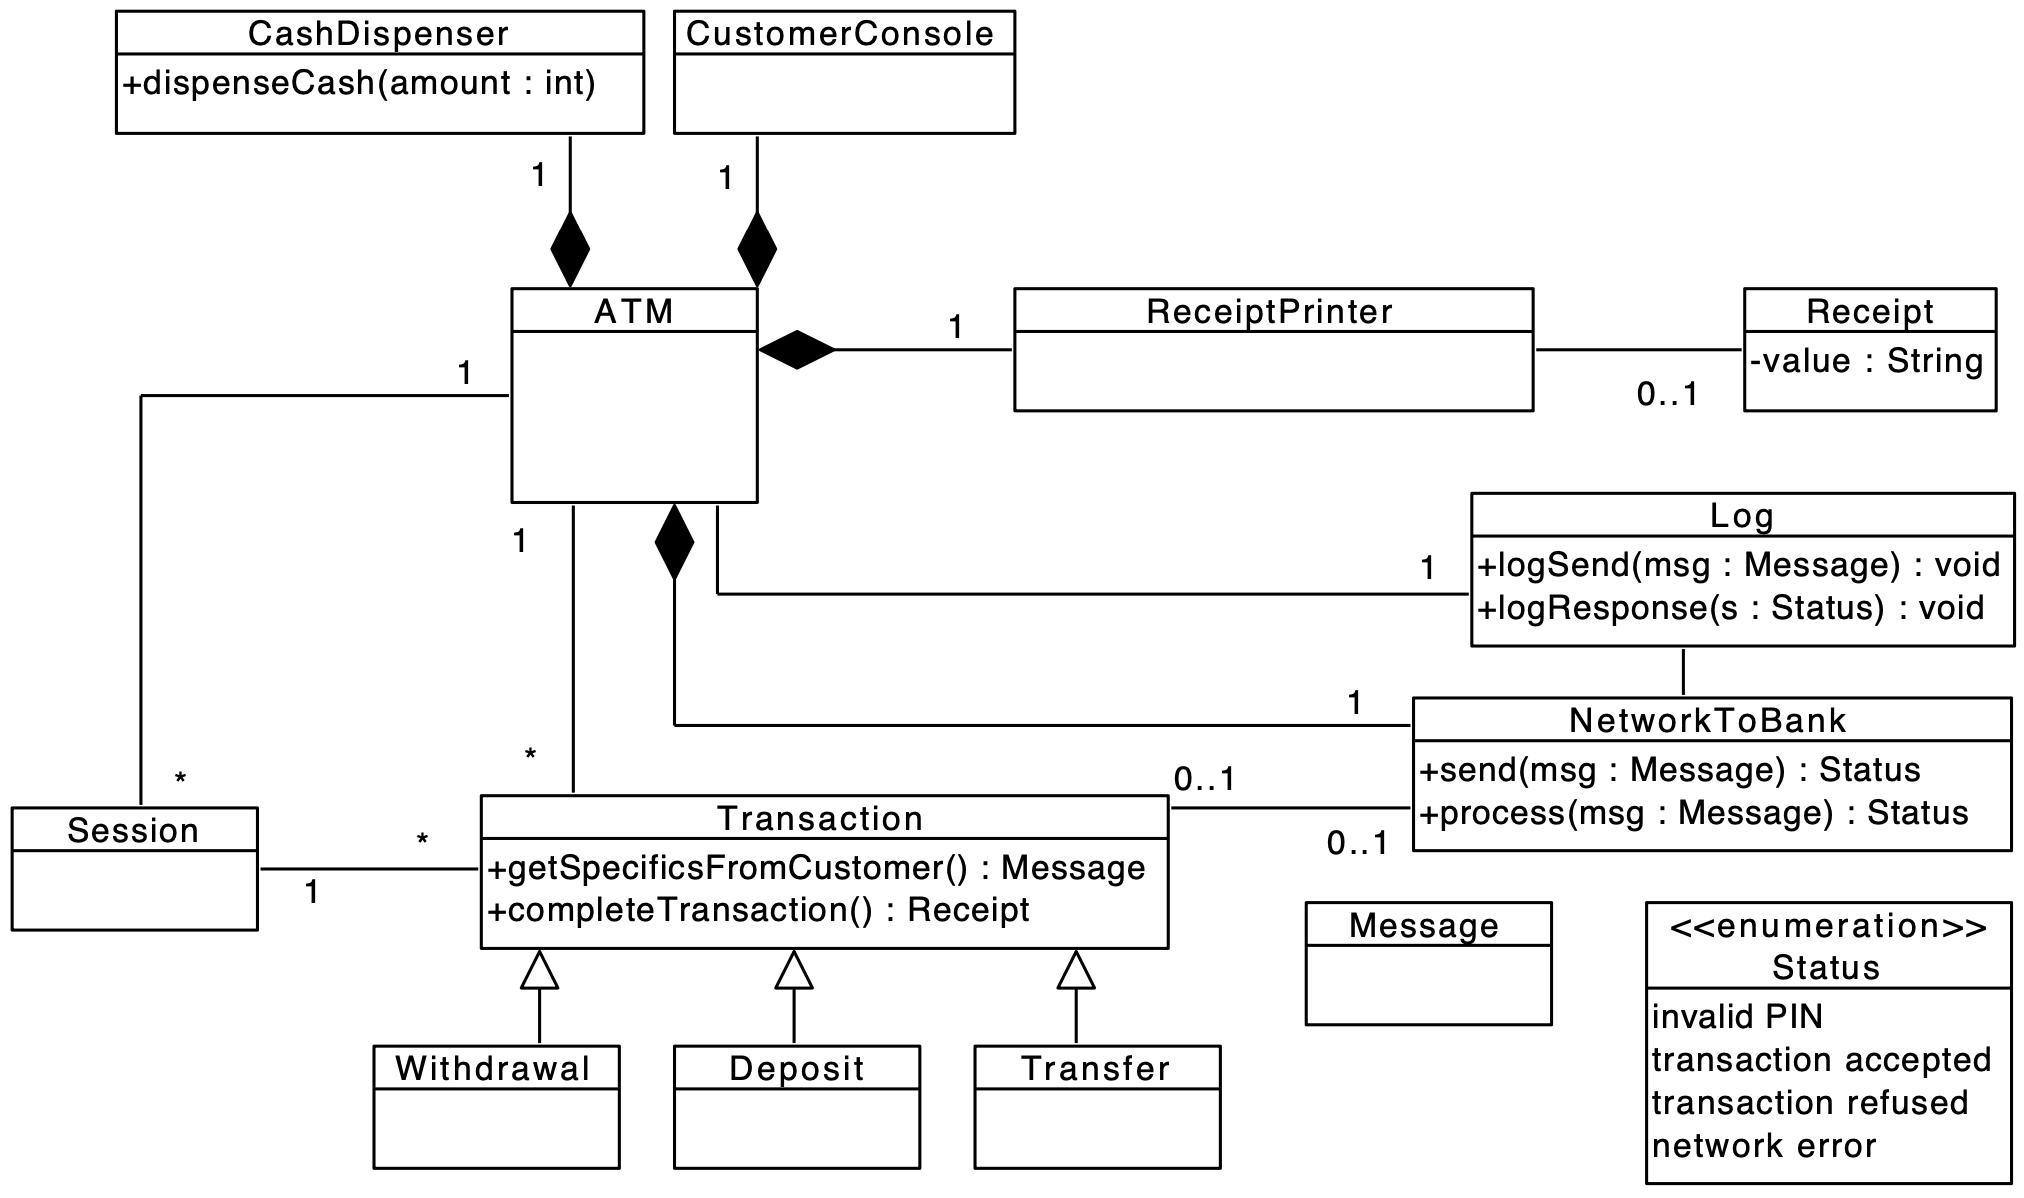 CashDispenser
+dispenseCash(amount : int)
CustomerConsole
1
1
ATM
1
ReceiptPrinter
Receipt
-value : String
0..1
1
1
Log
+logSend(msg : Message) : void
+logResponse(s : Status) : void
1
1
NetworkToBank
+send(msg : Message) : Status
+process(msg : Message) : Status
*
*
0..1
0..1
Session
*
1
Transaction
+getSpecificsFromCustomer() : Message
+completeTransaction() : Receipt
Message
<<enumeration>>
Status
invalid PIN
transaction accepted
transaction refused
network error
Withdrawal
Deposit
Transfer